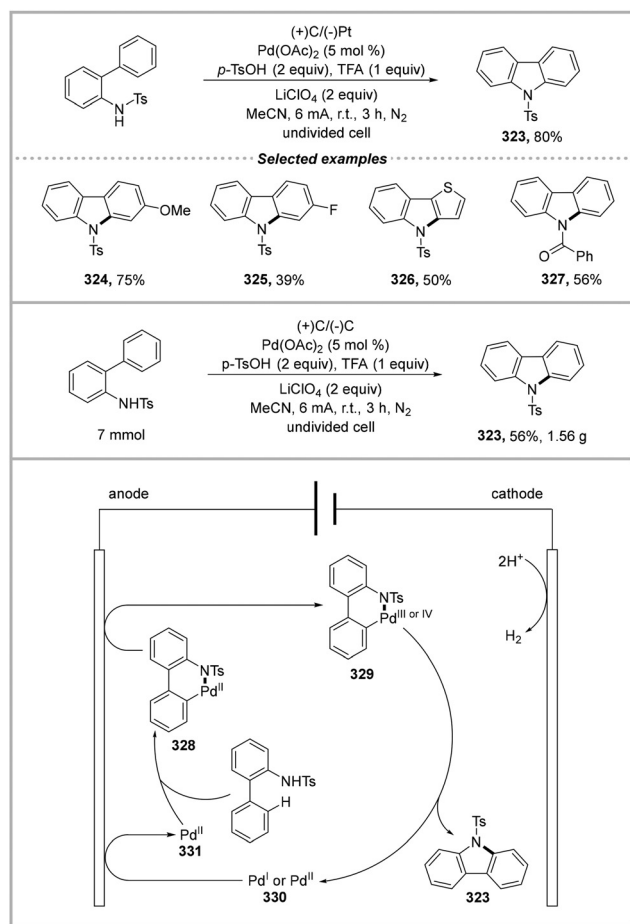 (+)C/(-)Pt
Pd(OAc)2 (5 mol %)
p-TsOH (2 equiv), TFA (1 equiv)
LiClO4 (2 equiv)
MeCN, 6 mA, r.t., 3 h, N2
undivided cell
N
H
Ts
N
Ts
323, 80%
Selected examples
OMe
N
Ts
324, 75%
F
N
Ts
325, 39%
S
N
Ts
326, 50%
N
O
Ph
327, 56%
(+)C/(-)C
Pd(OAc)2 (5 mol %)
p-TsOH (2 equiv), TFA (1 equiv)
LiClO4 (2 equiv)
MeCN, 6 mA, r.t., 3 h, N2
undivided cell
NHTs
7 mmol
N
Ts
323, 56%, 1.56 g
anode
cathode
2H+
H2
NTs
PdIII or IV
329
NTs
PdII
328
NHTs
H
PdII
331
PdI or PdII
330
Ts
N
323